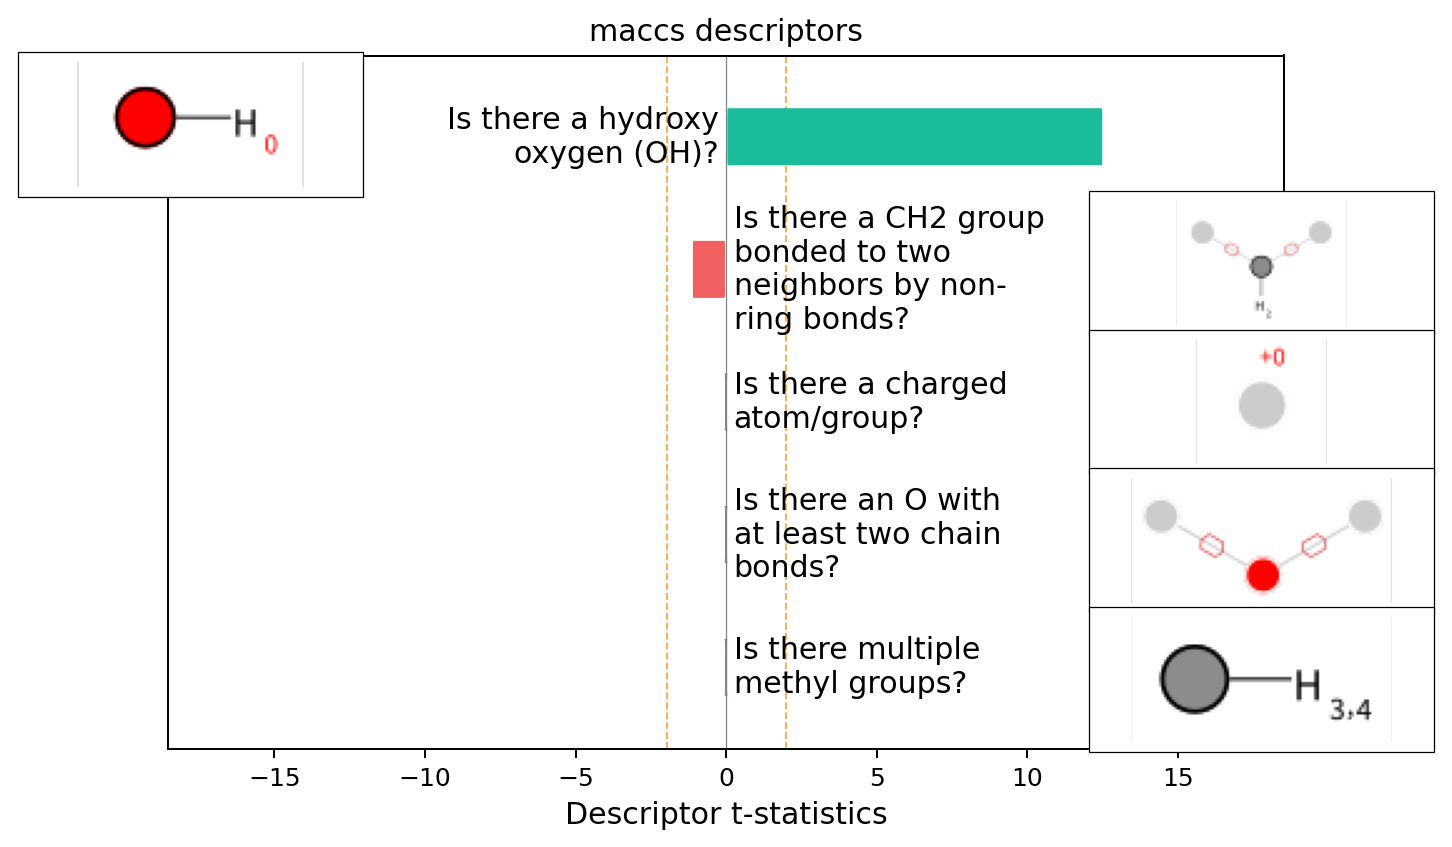 maccs descriptors
H
0
Is there a hydroxy
oxygen (OH)?
Is there a CH2 group
bonded to two
neighbors by non-
ring bonds?
H
2
Is there a charged
atom/group?
+0
Is there an O with
at least two chain
bonds?
Is there multiple
methyl groups?
H
3,4
−15
−10
−5
0
5
10
15
Descriptor t-statistics